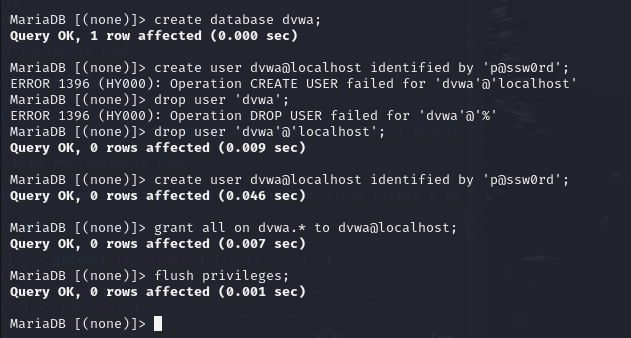 MariaDB [(none)]> create database dvwa;
Query OK, 1 row affected (0.000 sec)
MariaDB [(none)]> create user dvwa@localhost identified by 'p@ssw0rd';
ERROR 1396 (HY000): Operation CREATE USER failed for 'dvwa'@'localhost'
MariaDB [(none)]> drop user 'dvwa';
ERROR 1396 (HY000): Operation DROP USER failed for 'dvwa'@'%'
MariaDB [(none)]> drop user 'dvwa'@'localhost';
Query OK, 0 rows affected (0.009 sec)
MariaDB [(none)]> create user dvwa@localhost identified by 'p@ssw0rd';
Query OK, 0 rows affected (0.046 sec)
MariaDB [(none)]> grant all on dvwa.* to dvwa@localhost;
Query OK, 0 rows affected (0.007 sec)
MariaDB [(none)]> flush privileges;
Query OK, 0 rows affected (0.001 sec)
MariaDB [(none)]>